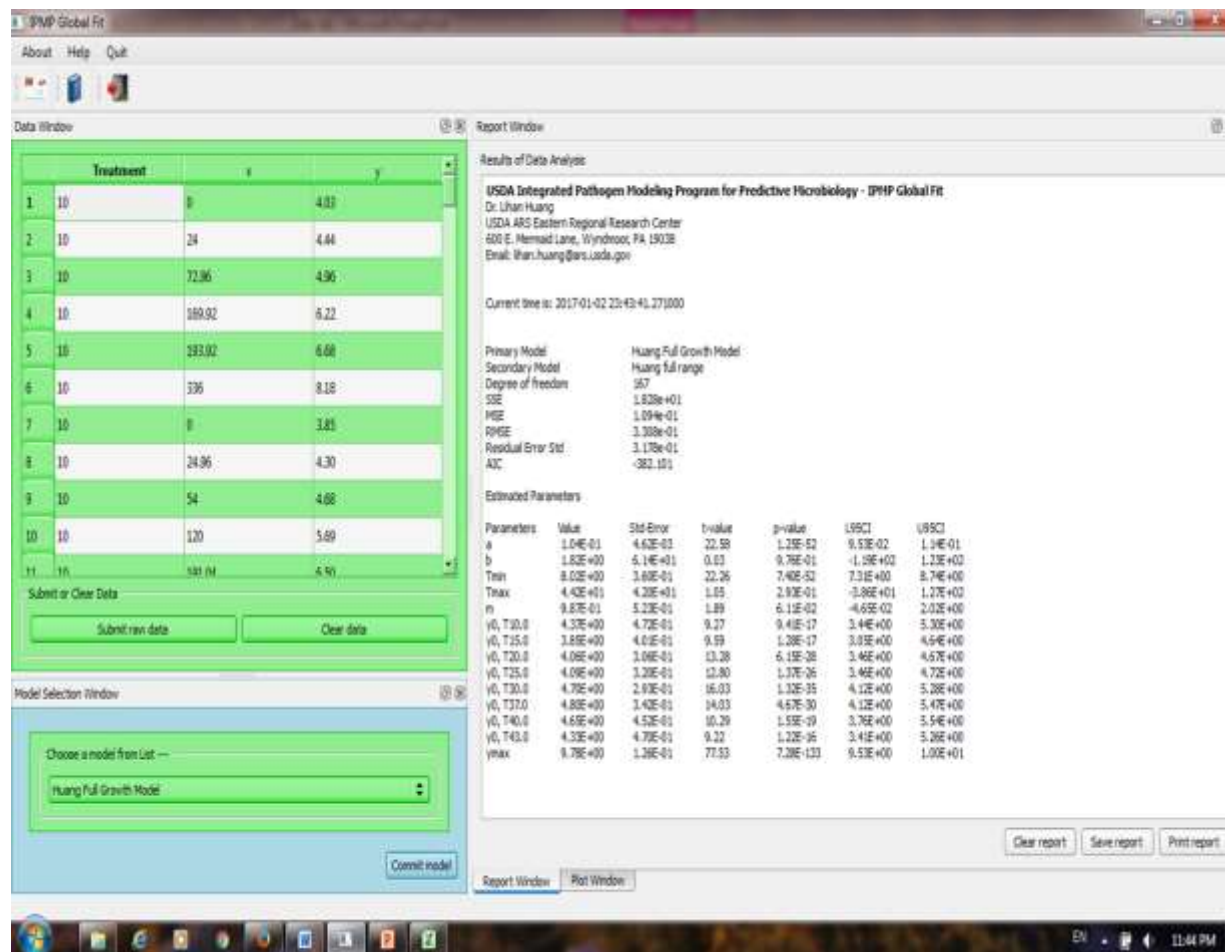 IPMP Global Fit
About Help Quit
Data Window
Treatment x y
1 10 0 4.03
2 10 24 4.44
3 10 72.96 4.96
4 10 169.92 6.22
5 10 193.92 6.68
6 10 336 8.18
7 10 0 3.85
8 10 24.96 4.30
9 10 54 4.68
10 10 120 5.69
11 10 6.50
Submit or Clear Data
Submit raw data Clear data
Model Selection Window
Choose a model from List ---
Huang Full Growth Model
Commit model
Report Window
Results of Data Analysis
USDA Integrated Pathogen Modeling Program for Predictive Microbiology - IPMP Global Fit
Dr. Lihan Huang
USDA ARS Eastern Regional Research Center
600 E. Mermaid Lane, Wyndmoor, PA 19038
Email: lihan.huang@ars.usda.gov
Current time is: 2017-01-02 23:43:41.271000
Primary Model Huang Full Growth Model
Secondary Model Huang full range
Degree of freedom 167
SSE 1.828e+01
MSE 1.094e-01
RMSE 3.308e-01
Residual Error Std 3.178e-01
AIC -382.101
Estimated Parameters
Parameters Value Std-Error t-value p-value L95CI U95CI
a 1.04E-01 4.62E-03 22.58 1.25E-52 9.53E-02 1.14E-01
b 1.82E+00 6.14E+01 0.03 9.76E-01 -1.19E+02 1.23E+02
Tmin 8.02E+00 3.60E-01 22.26 7.40E-52 7.31E+00 8.74E+00
Tmax 4.42E+01 4.20E+01 1.05 2.93E-01 -3.86E+01 1.27E+02
m 9.87E-01 5.23E-01 1.89 6.11E-02 -4.65E-02 2.02E+00
y0, T10.0 4.37E+00 4.72E-01 9.27 9.41E-17 3.44E+00 5.30E+00
y0, T15.0 3.85E+00 4.01E-01 9.59 1.28E-17 3.05E+00 4.64E+00
y0, T20.0 4.06E+00 3.06E-01 13.28 6.15E-28 3.46E+00 4.67E+00
y0, T25.0 4.09E+00 3.20E-01 12.80 1.37E-26 3.46E+00 4.72E+00
y0, T30.0 4.70E+00 2.93E-01 16.03 1.32E-35 4.12E+00 5.28E+00
y0, T37.0 4.80E+00 3.42E-01 14.03 4.67E-30 4.12E+00 5.47E+00
y0, T40.0 4.65E+00 4.52E-01 10.29 1.55E-19 3.76E+00 5.54E+00
y0, T43.0 4.33E+00 4.70E-01 9.22 1.22E-16 3.41E+00 5.26E+00
ymax 9.78E+00 1.26E-01 77.53 7.28E-133 9.53E+00 1.00E+01
Clear report Save report Print report
Report Window Plot Window
EN 11:44 PM